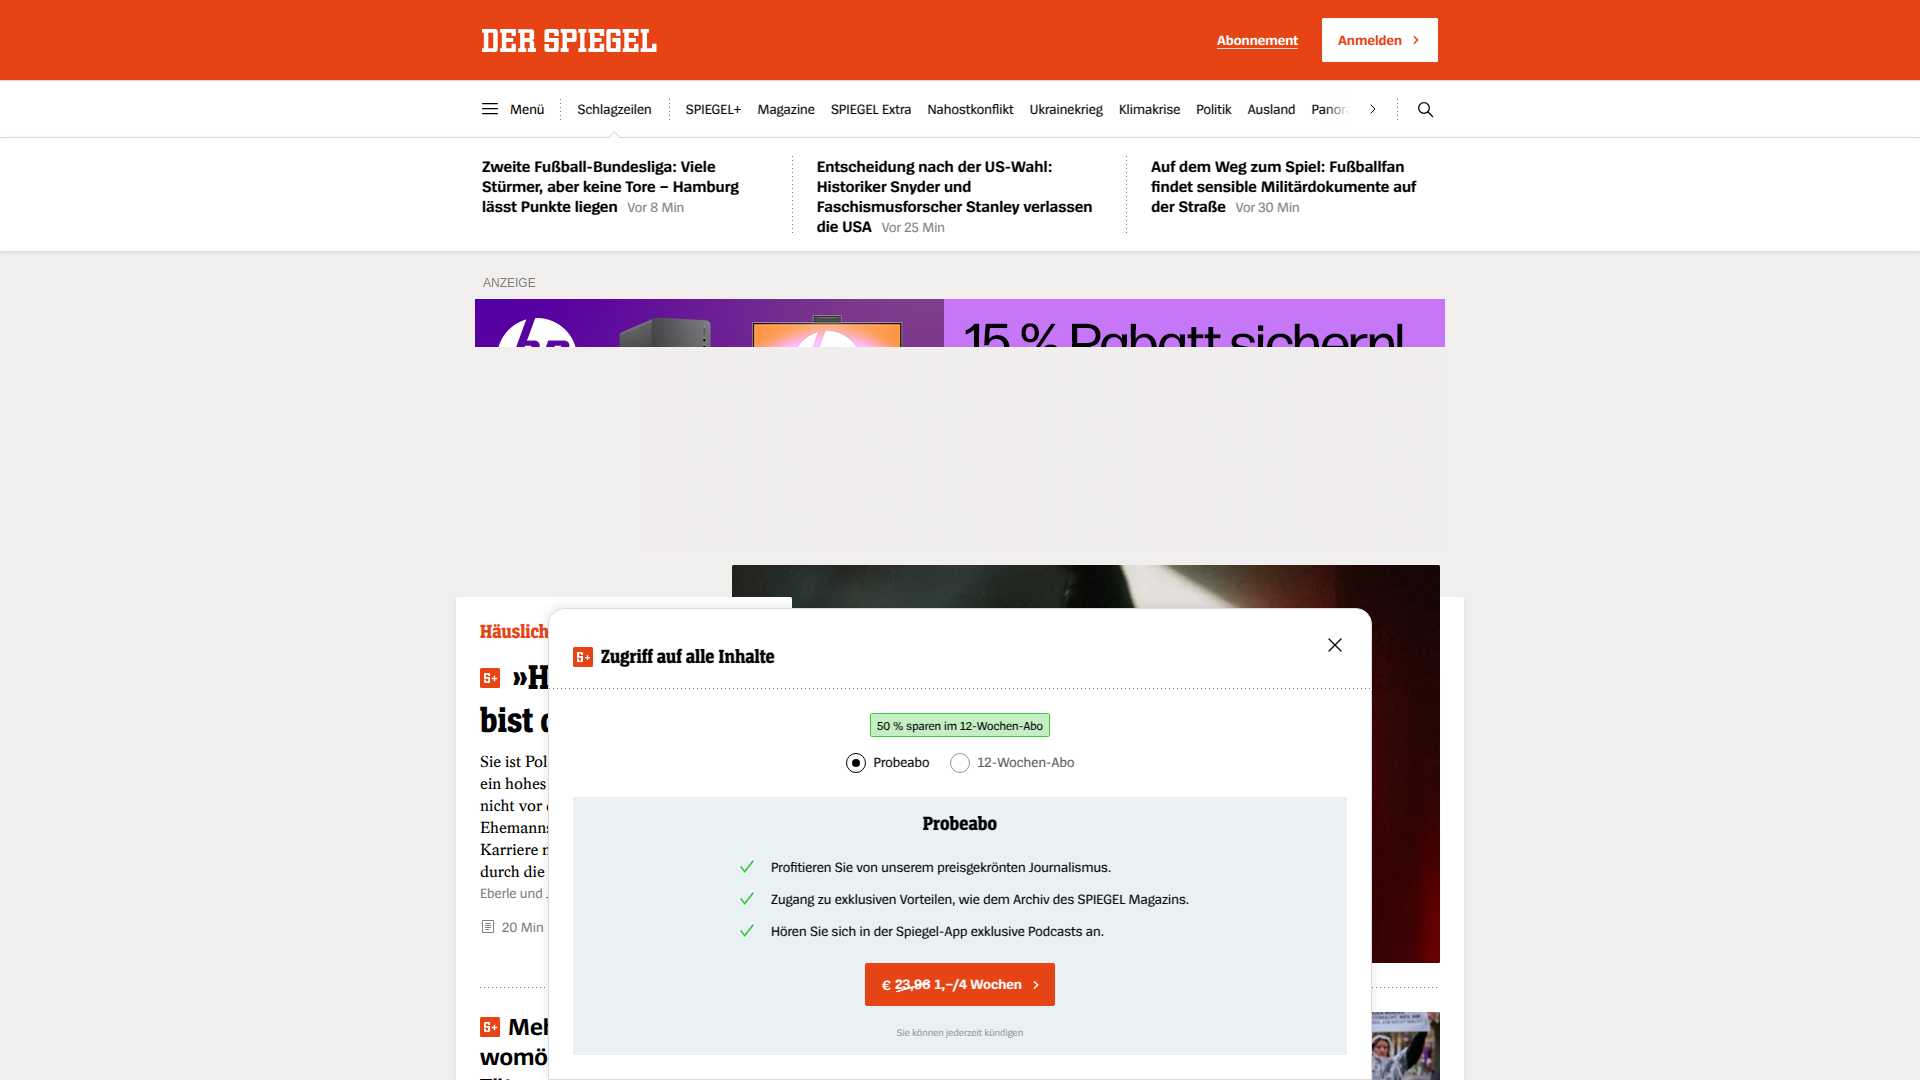 DER SPIEGEL
Abonnement
Anmelden
Menü
Schlagzeilen
SPIEGEL+
Magazine
SPIEGEL Extra
Nahostkonflikt
Ukrainekrieg
Klimakrise
Politik
Ausland
Zweite Fußball-Bundesliga: Viele
Stürmer, aber keine Tore – Hamburg
lässt Punkte liegen Vor 8 Min
Entscheidung nach der US-Wahl:
Historiker Snyder und
Faschismusforscher Stanley verlassen
die USA Vor 25 Min
Auf dem Weg zum Spiel: Fußballfan
findet sensible Militärdokumente auf
der Straße Vor 30 Min
ANZEIGE
15 % Rabatt sichern!
Häuslich
»H
bist d
Sie ist Pol
ein hohes
nicht vor
Ehemanns
Karriere
durch die
Eberle und
20 Min
Meh
womö
Zugriff auf alle Inhalte
50 % sparen im 12-Wochen-Abo
Probeabo
12-Wochen-Abo
Probeabo
Profitieren Sie von unserem preisgekrönten Journalismus.
Zugang zu exklusiven Vorteilen, wie dem Archiv des SPIEGEL Magazins.
Hören Sie sich in der Spiegel-App exklusive Podcasts an.
€ 23,96 1,–/4 Wochen
Sie können jederzeit kündigen